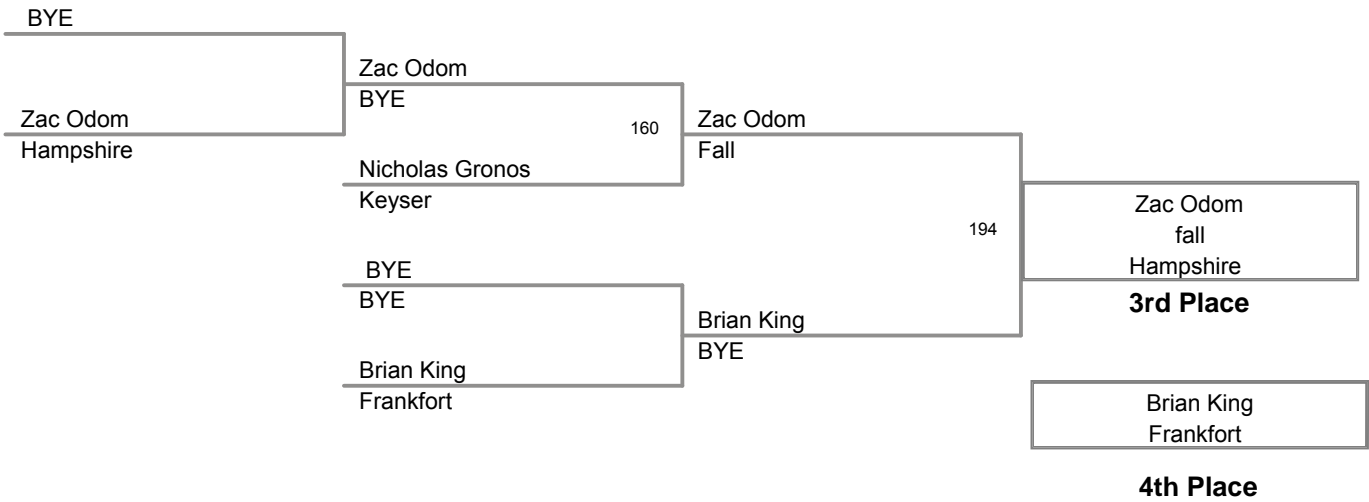 BYE
Zac Odom
Hampshire
Zac Odom
BYE
Nicholas Gronos
Keyser
BYE
BYE
Brian King
Frankfort
160
Zac Odom
Fall
Brian King
BYE
194
Zac Odom
fall
Hampshire
3rd Place
Brian King
Frankfort
4th Place